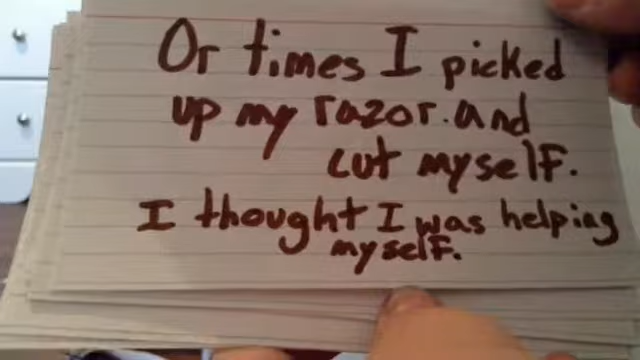 Or times I picked
up my razor. and
cut myself.
I thought I was helping
myself.